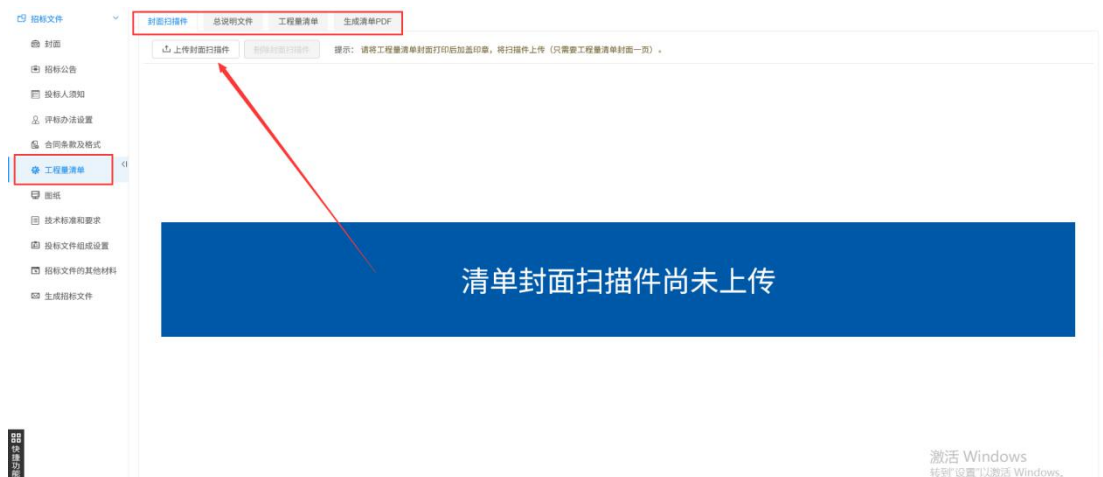 招标文件
封面
招标公告
投标人须知
评标办法设置
合同条款及格式
工程量清单
图纸
技术标准和要求
投标文件组成设置
招标文件的其他材料
生成招标文件
快捷功能
封面扫描件 总说明文件 工程量清单 生成清单PDF
上传封面扫描件 删除封面扫描件 提示：请将工程量清单封面打印后加盖印章，将扫描件上传（只需要工程量清单封面一页）。
清单封面扫描件尚未上传
激活 Windows
转到"设置"以激活 Windows。